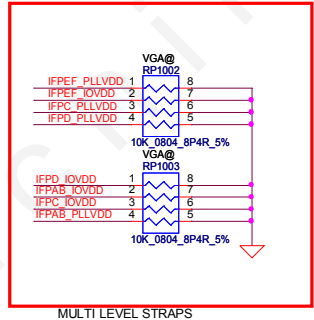 VGA@
RP1002
IFPEF_PLLVDD 1 8
IFPEF_IOVDD 2 7
IFPC_PLLVDD 3 6
IFPD_PLLVDD 4 5
10K_0804_8P4R_5%
VGA@
RP1003
IFPD_IOVDD 1 8
IFPAB_IOVDD 2 7
IFPC_IOVDD 3 6
IFPAB_PLLVDD 4 5
10K_0804_8P4R_5%
MULTI LEVEL STRAPS